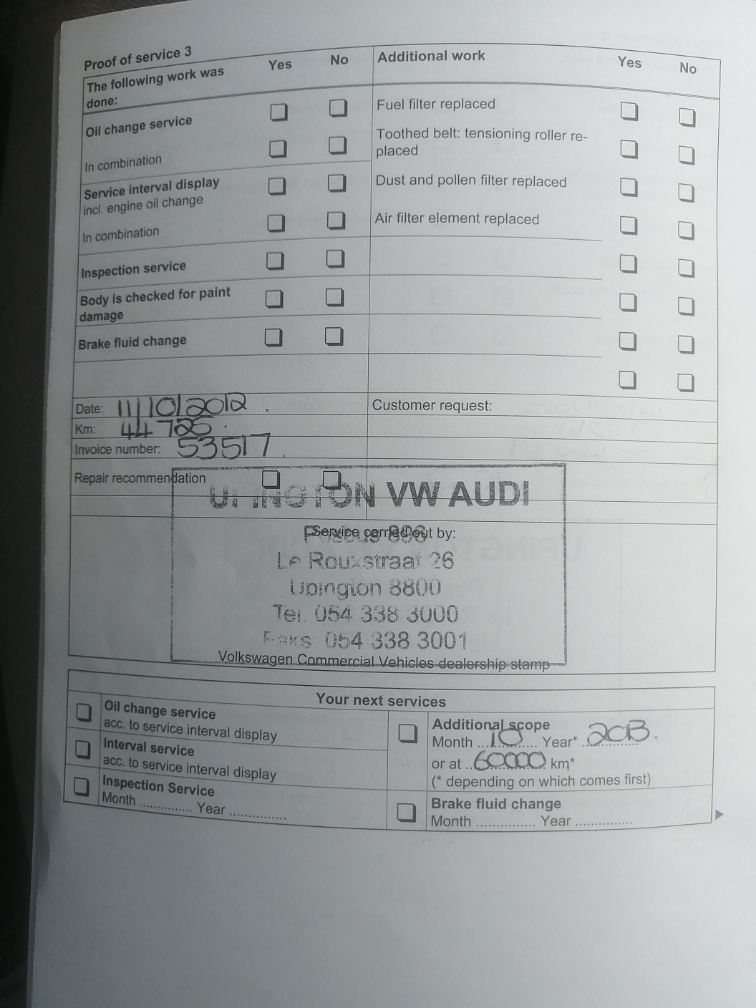 Proof of service 3
The following work was done:
Yes
No
Oil change service
In combination
Service interval display
incl. engine oil change
In combination
Inspection service
Body is checked for paint
damage
Brake fluid change
Additional work
Yes
No
Fuel filter replaced
Toothed belt: tensioning roller re-
placed
Dust and pollen filter replaced
Air filter element replaced
Date: 11/10/2012.
Km: 44725.
Invoice number: 53517
Customer request:
Repair recommendation
UPINGTON VW AUDI
Service carried out by:
Le Rouxstraat 26
Upington 8800
Tel. 054 338 3000
Faks 054 338 3001
Volkswagen Commercial Vehicles dealership stamp
Your next services
Oil change service
acc. to service interval display
Interval service
acc. to service interval display
Inspection Service
Month .............. Year ...............
Additional scope
Month ...10.... Year* ..2013.
or at ..60000 km*
(* depending on which comes first)
Brake fluid change
Month ............... Year ...............